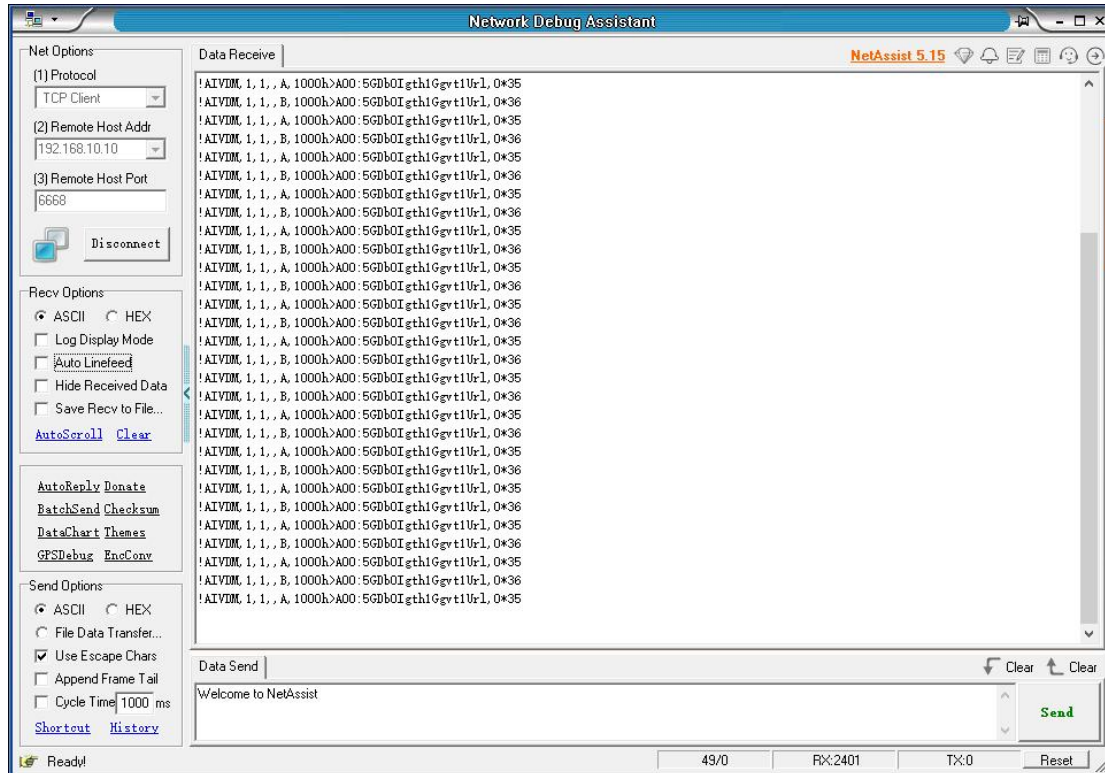 Network Debug Assistant
Net Options
(1) Protocol
TCP Client
(2) Remote Host Addr
192.168.10.10
(3) Remote Host Port
6668
Disconnect
Recv Options
ASCII HEX
Log Display Mode
Auto Linefeed
Hide Received Data
Save Recv to File...
AutoScroll Clear
AutoReply Donate
BatchSend Checksum
DataChart Themes
GPSDebug EncConv
Send Options
ASCII HEX
File Data Transfer...
Use Escape Chars
Append Frame Tail
Cycle Time 1000 ms
Shortcut History
Data Receive
NetAssist 5.15
!AIVDM,1,1,,A,1000h>A00:5GDbOIgth1Ggvt1Url,0*35
!AIVDM,1,1,,B,1000h>A00:5GDbOIgth1Ggvt1Url,0*36
!AIVDM,1,1,,A,1000h>A00:5GDbOIgth1Ggvt1Url,0*35
!AIVDM,1,1,,B,1000h>A00:5GDbOIgth1Ggvt1Url,0*36
!AIVDM,1,1,,A,1000h>A00:5GDbOIgth1Ggvt1Url,0*35
!AIVDM,1,1,,B,1000h>A00:5GDbOIgth1Ggvt1Url,0*36
!AIVDM,1,1,,A,1000h>A00:5GDbOIgth1Ggvt1Url,0*35
!AIVDM,1,1,,B,1000h>A00:5GDbOIgth1Ggvt1Url,0*36
!AIVDM,1,1,,A,1000h>A00:5GDbOIgth1Ggvt1Url,0*35
!AIVDM,1,1,,B,1000h>A00:5GDbOIgth1Ggvt1Url,0*36
!AIVDM,1,1,,A,1000h>A00:5GDbOIgth1Ggvt1Url,0*35
!AIVDM,1,1,,B,1000h>A00:5GDbOIgth1Ggvt1Url,0*36
!AIVDM,1,1,,A,1000h>A00:5GDbOIgth1Ggvt1Url,0*35
!AIVDM,1,1,,B,1000h>A00:5GDbOIgth1Ggvt1Url,0*36
!AIVDM,1,1,,A,1000h>A00:5GDbOIgth1Ggvt1Url,0*35
!AIVDM,1,1,,B,1000h>A00:5GDbOIgth1Ggvt1Url,0*36
!AIVDM,1,1,,A,1000h>A00:5GDbOIgth1Ggvt1Url,0*35
!AIVDM,1,1,,B,1000h>A00:5GDbOIgth1Ggvt1Url,0*36
!AIVDM,1,1,,A,1000h>A00:5GDbOIgth1Ggvt1Url,0*35
!AIVDM,1,1,,B,1000h>A00:5GDbOIgth1Ggvt1Url,0*36
!AIVDM,1,1,,A,1000h>A00:5GDbOIgth1Ggvt1Url,0*35
!AIVDM,1,1,,B,1000h>A00:5GDbOIgth1Ggvt1Url,0*36
!AIVDM,1,1,,A,1000h>A00:5GDbOIgth1Ggvt1Url,0*35
!AIVDM,1,1,,B,1000h>A00:5GDbOIgth1Ggvt1Url,0*36
!AIVDM,1,1,,A,1000h>A00:5GDbOIgth1Ggvt1Url,0*35
!AIVDM,1,1,,B,1000h>A00:5GDbOIgth1Ggvt1Url,0*36
!AIVDM,1,1,,A,1000h>A00:5GDbOIgth1Ggvt1Url,0*35
!AIVDM,1,1,,B,1000h>A00:5GDbOIgth1Ggvt1Url,0*36
!AIVDM,1,1,,A,1000h>A00:5GDbOIgth1Ggvt1Url,0*35
Data Send
Clear Clear
Welcome to NetAssist
Send
Ready!
49/0
RX:2401
TX:0
Reset